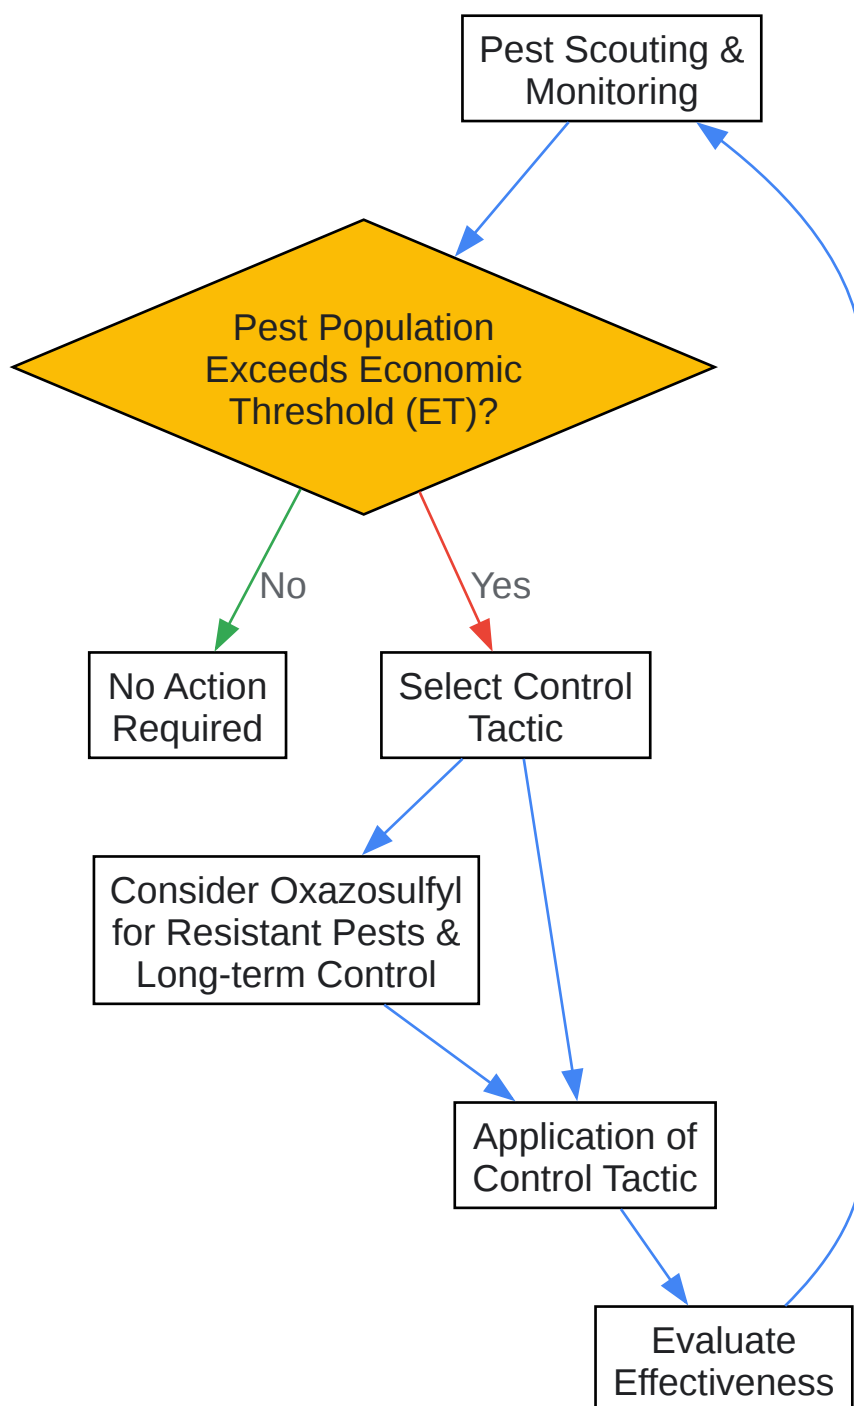 Pest Scouting &
Monitoring
Pest Population
Exceeds Economic
Threshold (ET)?
No
Yes
No Action
Required
Select Control
Tactic
Consider Oxazosulfyl
for Resistant Pests &
Long-term Control
Application of
Control Tactic
Evaluate
Effectiveness